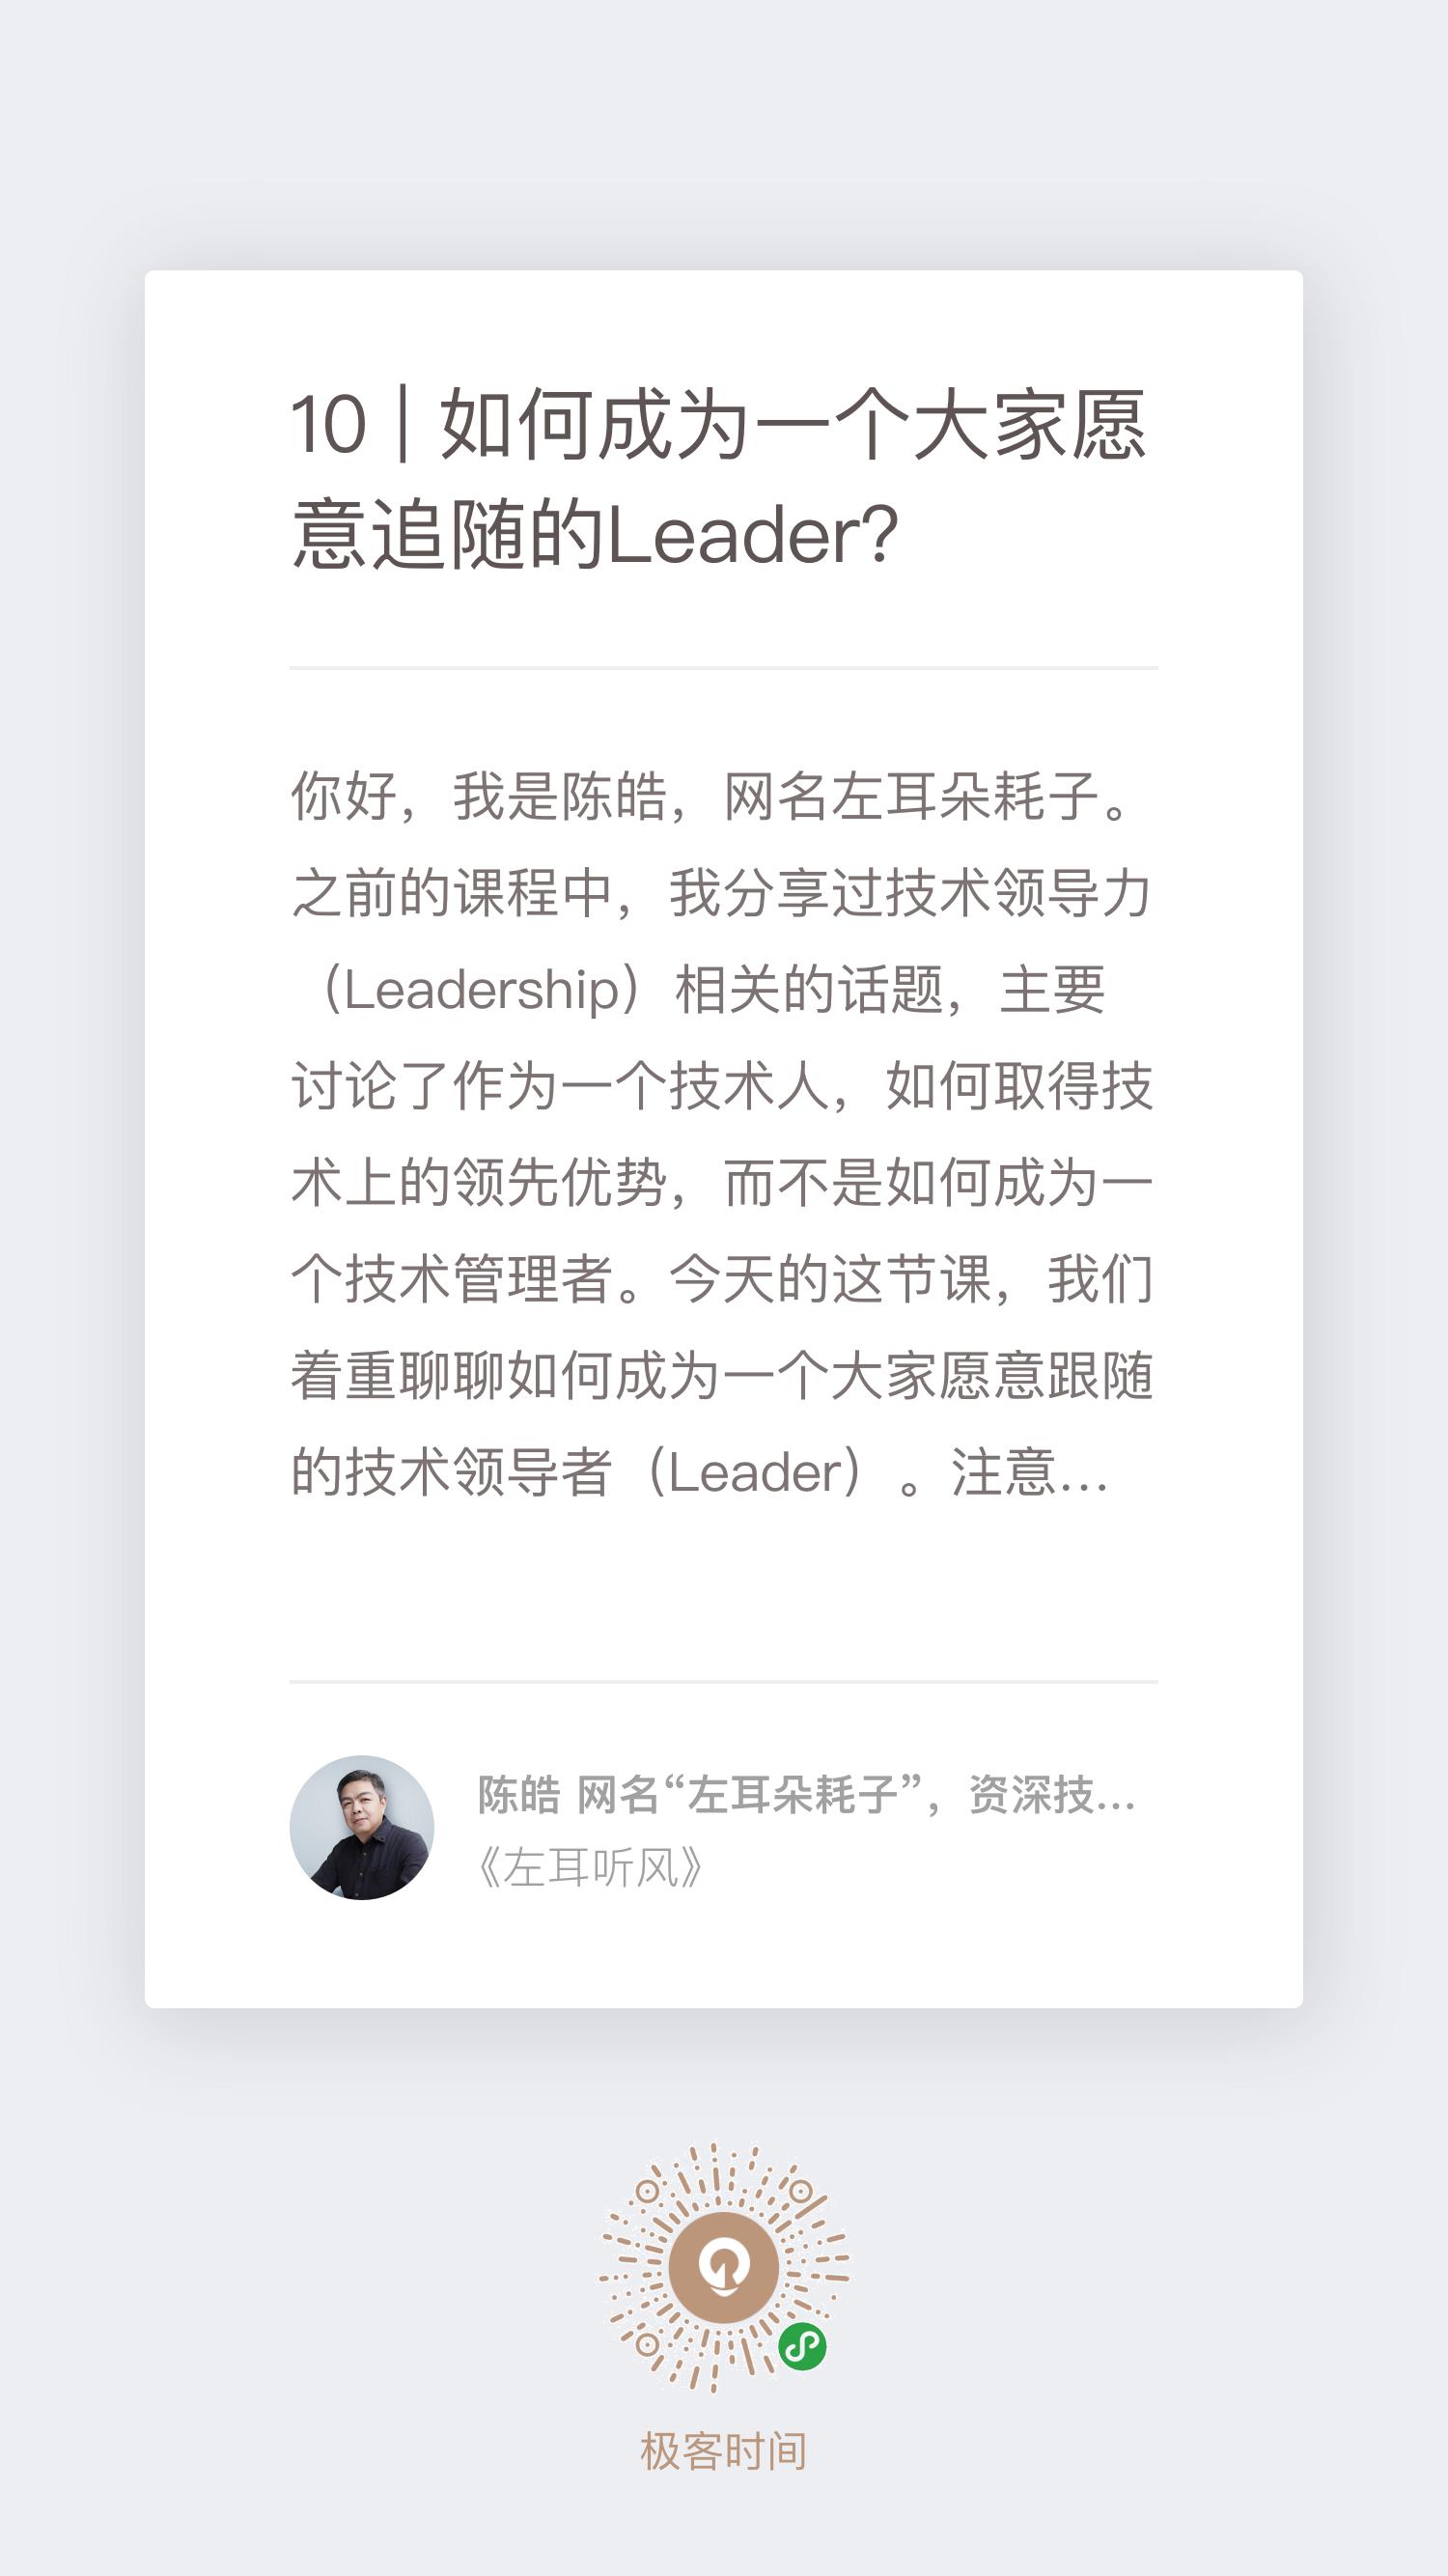 10 | 如何成为一个大家愿
意追随的Leader?
你好，我是陈皓，网名左耳朵耗子。
之前的课程中，我分享过技术领导力
（Leadership）相关的话题，主要
讨论了作为一个技术人，如何取得技
术上的领先优势，而不是如何成为一
个技术管理者。今天的这节课，我们
着重聊聊如何成为一个大家愿意跟随
的技术领导者（Leader）。注意...
陈皓 网名“左耳朵耗子”，资深技...
《左耳听风》
极客时间